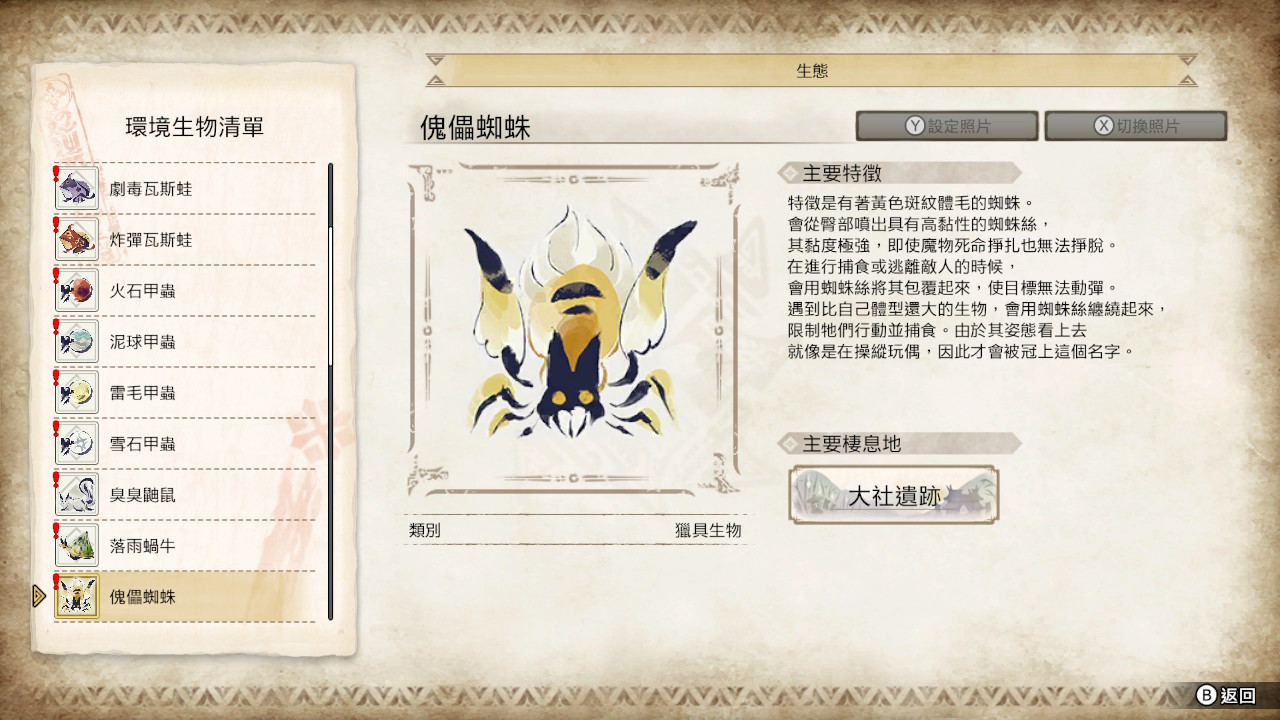 生態
環境生物清單
劇毒瓦斯蛙
炸彈瓦斯蛙
火石甲蟲
泥球甲蟲
雷毛甲蟲
雪石甲蟲
臭臭鼬鼠
落雨蝸牛
傀儡蜘蛛
傀儡蜘蛛
Y設定照片
X切換照片
類別 獵具生物
主要特徵
特徵是有著黃色斑紋體毛的蜘蛛。
會從臀部噴出具有高黏性的蜘蛛絲，
其黏度極強，即使魔物死命掙扎也無法掙脫。
在進行捕食或逃離敵人的時候，
會用蜘蛛絲將其包覆起來，使目標無法動彈。
遇到比自己體型還大的生物，會用蜘蛛絲纏繞起來，
限制牠們行動並捕食。由於其姿態看上去
就像是在操縱玩偶，因此才會被冠上這個名字。
主要棲息地
大社遺跡
B返回